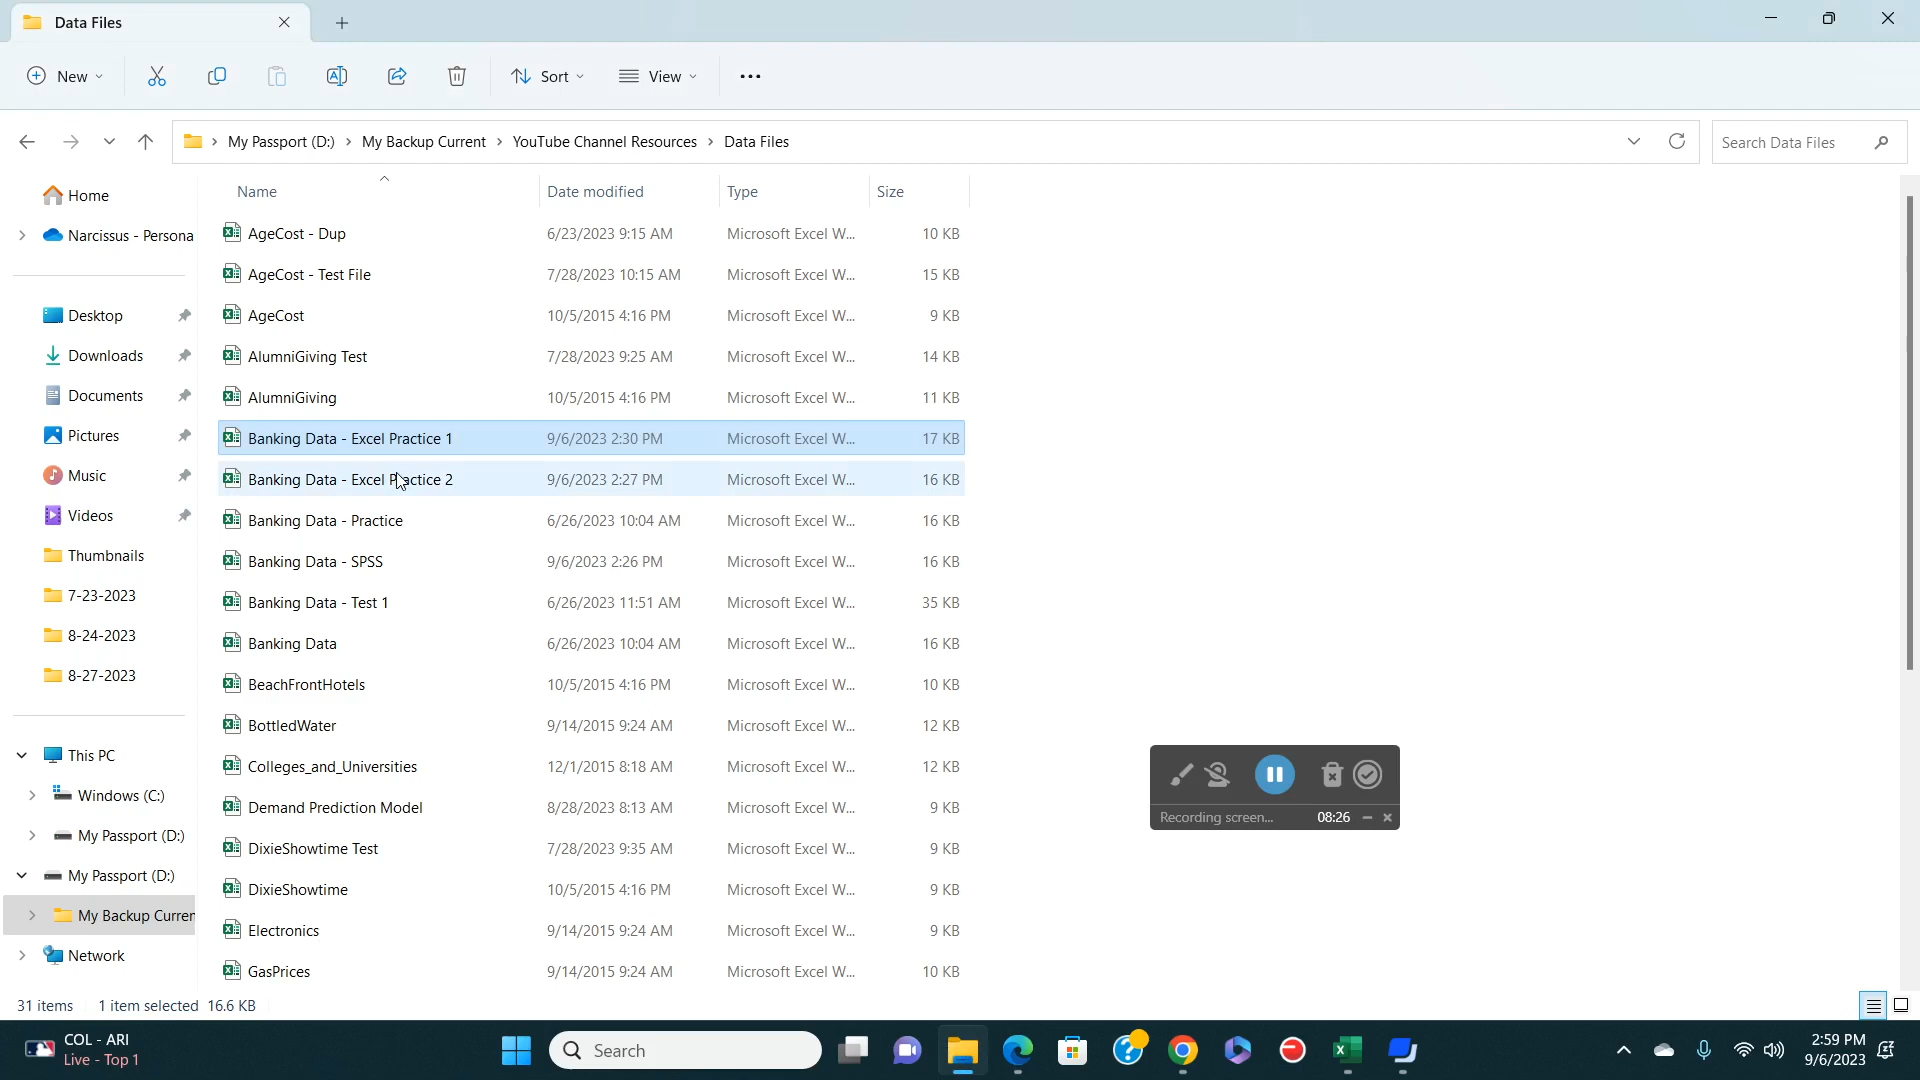 Data Files
New
Sort
View
My Passport (D:) > My Backup Current > YouTube Channel Resources > Data Files
Search Data Files
Name Date modified Type Size
Home
Narcissus - Persona
Desktop
Downloads
Documents
Pictures
Music
Videos
Thumbnails
7-23-2023
8-24-2023
8-27-2023
This PC
Windows (C:)
My Passport (D:)
My Passport (D:)
My Backup Curren
Network
AgeCost - Dup 6/23/2023 9:15 AM Microsoft Excel W... 10 KB
AgeCost - Test File 7/28/2023 10:15 AM Microsoft Excel W... 15 KB
AgeCost 10/5/2015 4:16 PM Microsoft Excel W... 9 KB
AlumniGiving Test 7/28/2023 9:25 AM Microsoft Excel W... 14 KB
AlumniGiving 10/5/2015 4:16 PM Microsoft Excel W... 11 KB
Banking Data - Excel Practice 1 9/6/2023 2:30 PM Microsoft Excel W... 17 KB
Banking Data - Excel Practice 2 9/6/2023 2:27 PM Microsoft Excel W... 16 KB
Banking Data - Practice 6/26/2023 10:04 AM Microsoft Excel W... 16 KB
Banking Data - SPSS 9/6/2023 2:26 PM Microsoft Excel W... 16 KB
Banking Data - Test 1 6/26/2023 11:51 AM Microsoft Excel W... 35 KB
Banking Data 6/26/2023 10:04 AM Microsoft Excel W... 16 KB
BeachFrontHotels 10/5/2015 4:16 PM Microsoft Excel W... 10 KB
BottledWater 9/14/2015 9:24 AM Microsoft Excel W... 12 KB
Colleges_and_Universities 12/1/2015 8:18 AM Microsoft Excel W... 12 KB
Demand Prediction Model 8/28/2023 8:13 AM Microsoft Excel W... 9 KB
DixieShowtime Test 7/28/2023 9:35 AM Microsoft Excel W... 9 KB
DixieShowtime 10/5/2015 4:16 PM Microsoft Excel W... 9 KB
Electronics 9/14/2015 9:24 AM Microsoft Excel W... 9 KB
GasPrices 9/14/2015 9:24 AM Microsoft Excel W... 10 KB
Recording screen... 08:26
31 items 1 item selected 16.6 KB
COL - ARI
Live - Top 1
Search
2:59 PM
9/6/2023